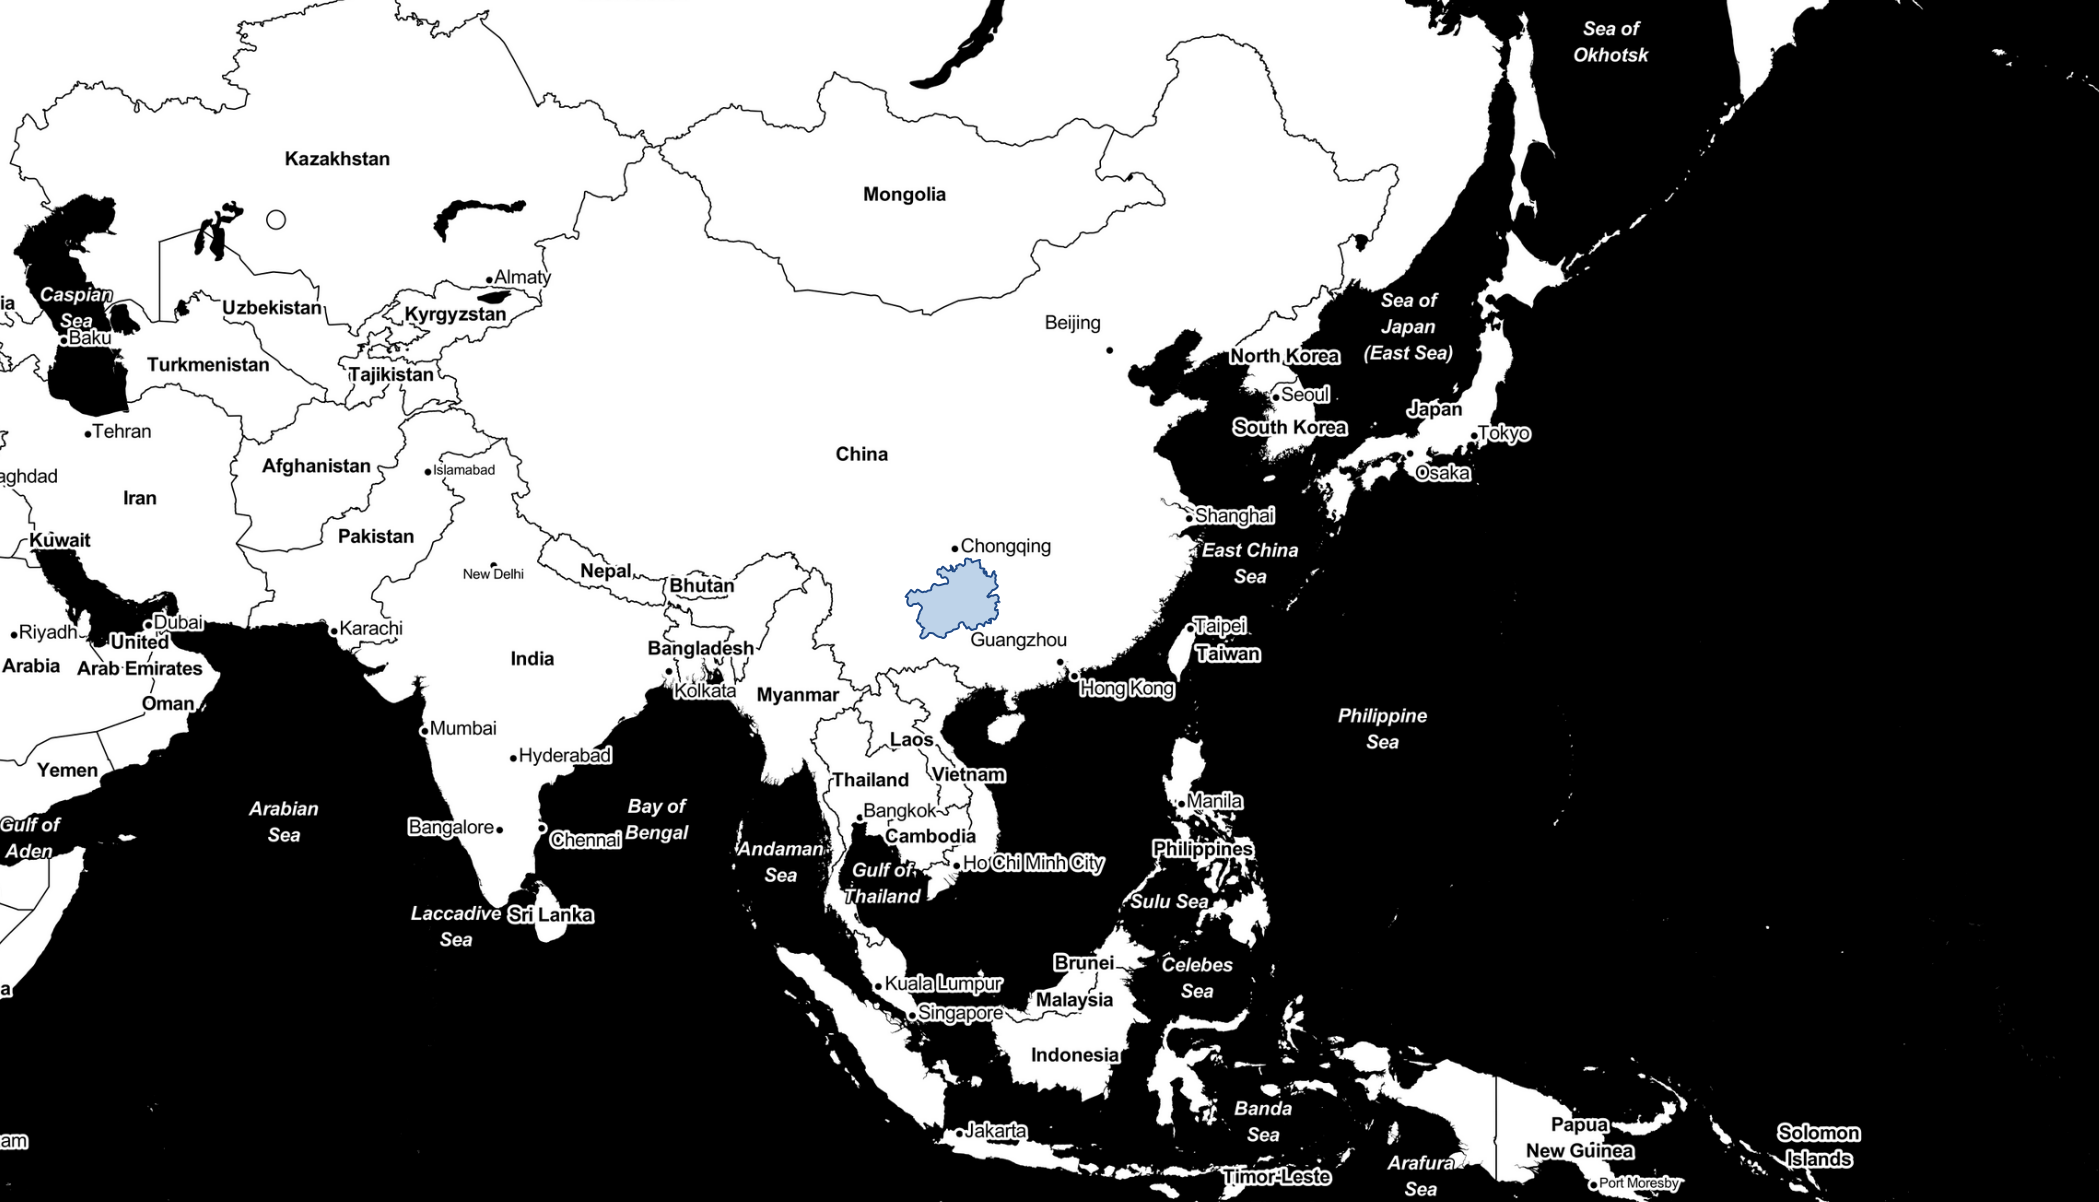 Sea of
Okhotsk
Kazakhstan
Mongolia
Almaty
Caspian
Sea
ia
Uzbekistan
Kyrgyzstan
Baku
Beijing
Sea of
Japan
(East Sea)
Turkmenistan
Tajikistan
North Korea
Seoul
South Korea
Japan
Tokyo
Osaka
Tehran
China
Afghanistan
Islamabad
aghdad
Iran
Pakistan
Shanghai
Kuwait
Chongqing
East China
Sea
New Delhi
Nepal
Bhutan
Dubai
Karachi
Riyadh
United
Arab Emirates
Arabia
Guangzhou
Taipei
Taiwan
Bangladesh
India
Kolkata
Myanmar
Hong Kong
Oman
Philippine
Sea
Mumbai
Laos
Hyderabad
Yemen
Thailand
Vietnam
Arabian
Sea
Bay of
Bengal
Bangkok
Manila
Gulf of
Aden
Bangalore
Chennai
Cambodia
Andaman
Sea
Philippines
Ho Chi Minh City
Gulf of
Thailand
Laccadive
Sea
Sri Lanka
Sulu Sea
Brunei
Celebes
Sea
a
Kuala Lumpur
Malaysia
Singapore
Indonesia
Banda
Sea
Jakarta
am
Papua
New Guinea
Solomon
Islands
Arafura
Sea
Timor-Leste
Port Moresby